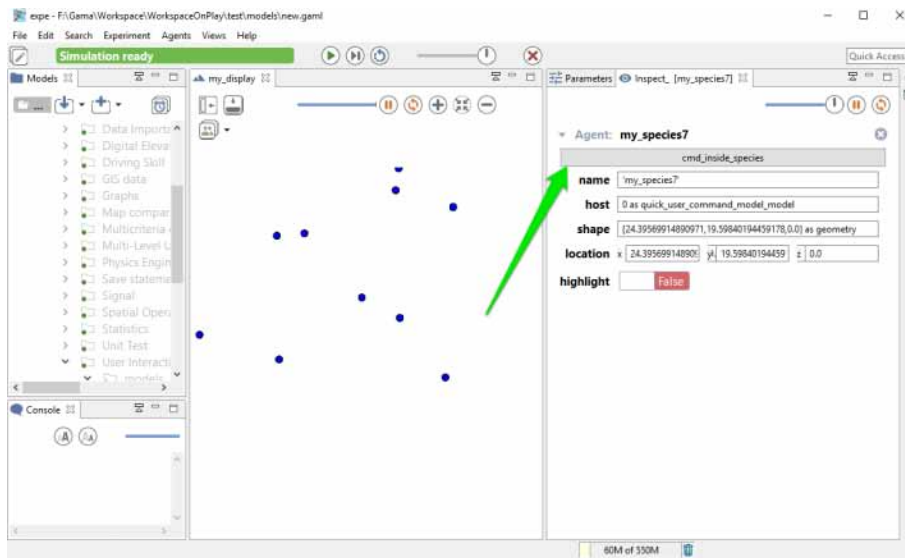 expe - F:\Gama\Workspace\WorkspaceOnPlay\test\models\new.gaml
File Edit Search Experiment Agents Views Help
Simulation ready
Quick Access
Models
my_display
Parameters
Inspect_ [my_species7]
Data Importa
Digital Eleva
Driving Skill
GIS data
Graphs
Map compar
Multicriteria
Multi-Level
Physics Engin
Save stateme
Signal
Spatial Opera
Statistics
Unit Test
User Interacti
models
Agent: my_species7
cmd_inside_species
name 'my_species7'
host 0 as quick_user_command_model_model
shape {24.39569914890971,19.59840194459178,0.0} as geometry
location x 24.395699148909 y 19.59840194459 z 0.0
highlight False
Console
60M of 550M